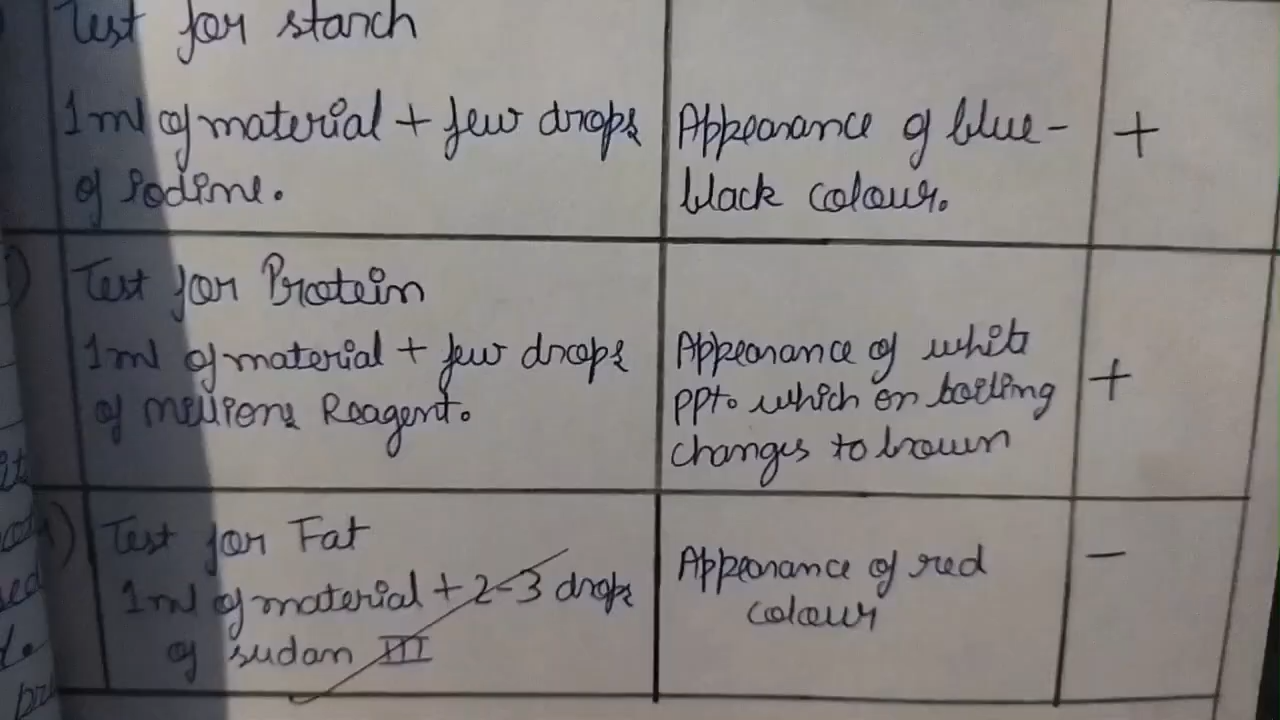 Test for starch
1 ml of material + few drops
of iodine.
Appearance of blue-
black colour.
+
)
Test for Protein
1 ml of material + few drops
of millions Reagent.
Appearance of white
ppt. which on boiling
changes to brown
+
)
Test for Fat
1 ml of material + 2-3 drops
of sudan III
Appearance of red
colour
−